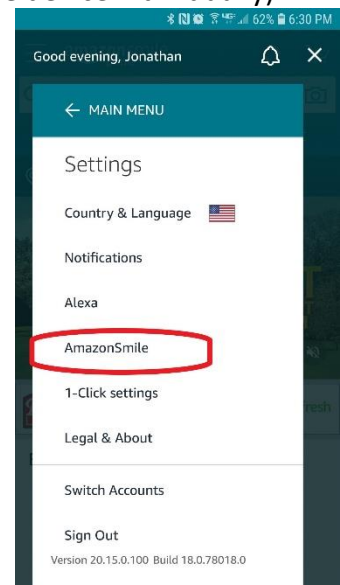 62% 6:30 PM
Good evening, Jonathan
← MAIN MENU
Settings
Country & Language
Notifications
Alexa
AmazonSmile
1-Click settings
Legal & About
Switch Accounts
Sign Out
Version 20.15.0.100 Build 18.0.78018.0